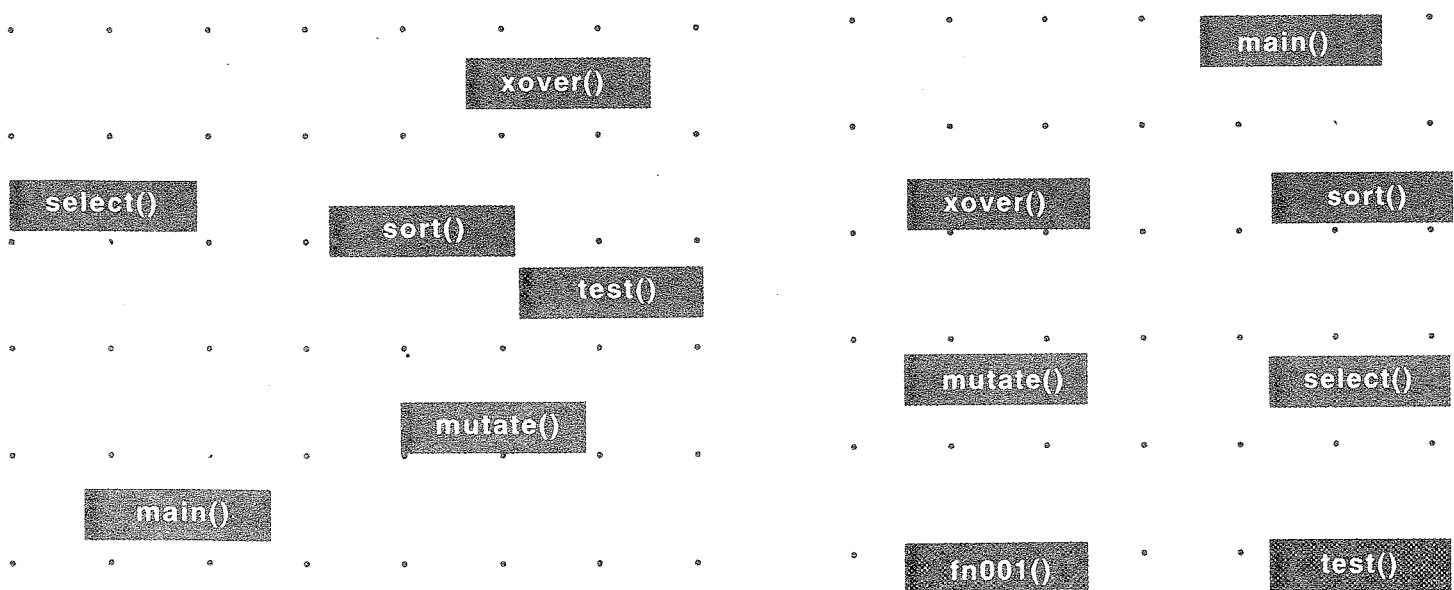 xover()
select()
sort()
test()
mutate()
main()
main()
xover()
sort()
mutate()
select()
fn001()
test()